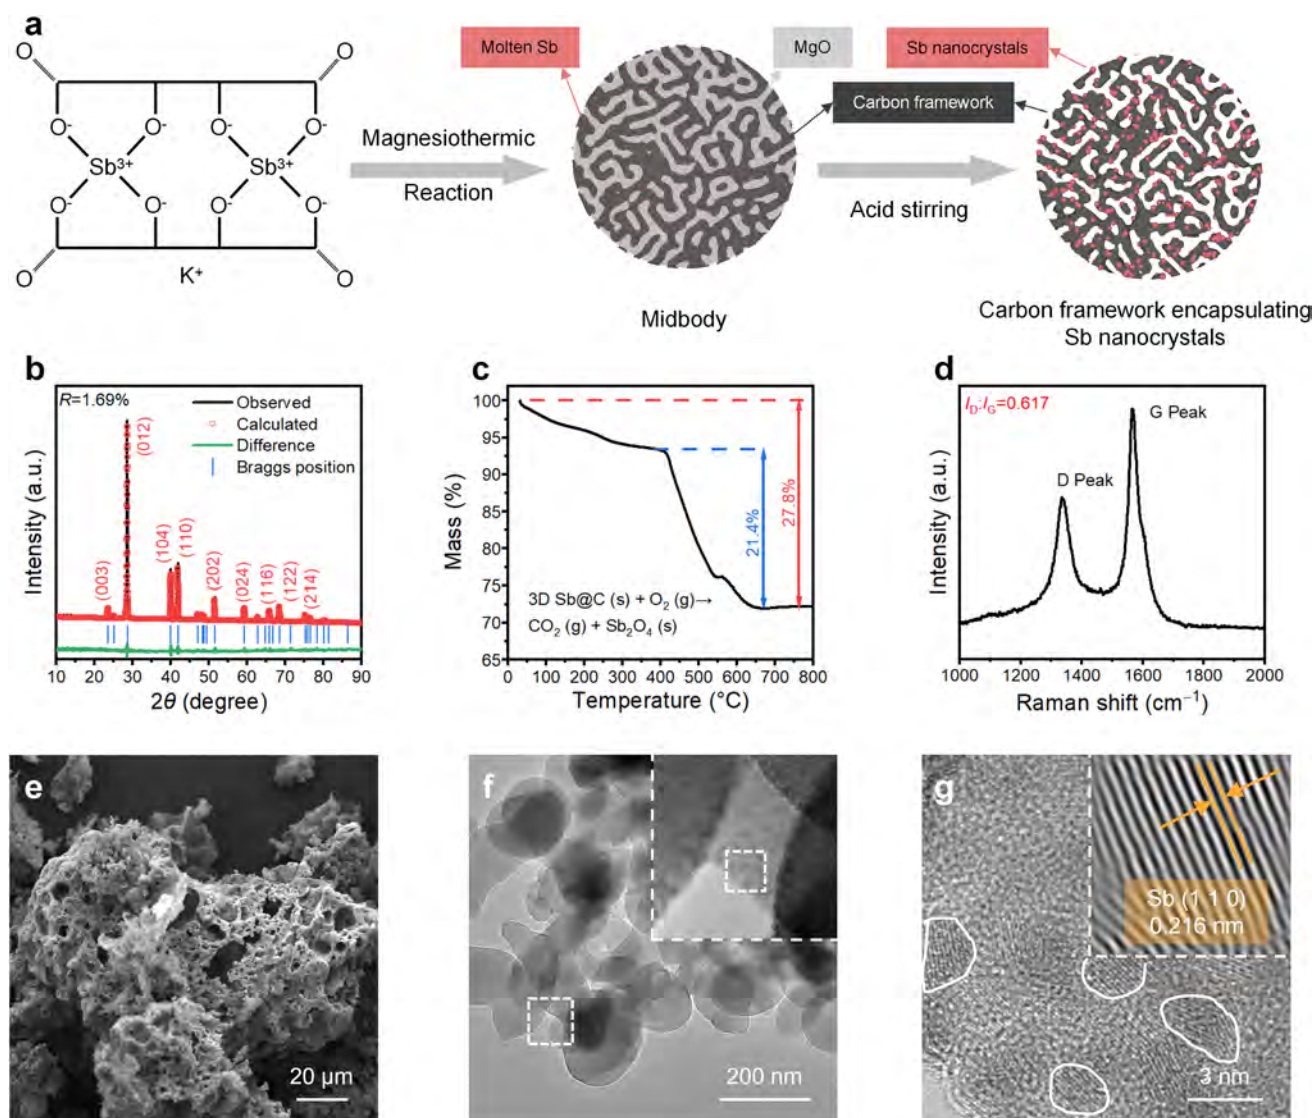 a
O
O
O⁻
O⁻
O⁻
O⁻
Sb³⁺
Sb³⁺
O⁻
O⁻
O⁻
O⁻
O
O
K⁺
Magnesiothermic
Reaction
Molten Sb
MgO
Sb nanocrystals
Carbon framework
Acid stirring
Midbody
Carbon framework encapsulating
Sb nanocrystals
b
R=1.69%
Observed
Calculated
Difference
Braggs position
(003)
(012)
(104)
(110)
(202)
(024)
(116)
(122)
(214)
Intensity (a.u.)
10 20 30 40 50 60 70 80 90
2θ (degree)
c
100
95
90
85
80
75
70
65
Mass (%)
21.4%
27.8%
3D Sb@C (s) + O₂ (g)→
CO₂ (g) + Sb₂O₄ (s)
0 100 200 300 400 500 600 700 800
Temperature (°C)
d
I_D:I_G=0.617
G Peak
D Peak
Intensity (a.u.)
1000 1200 1400 1600 1800 2000
Raman shift (cm⁻¹)
e
20 μm
f
200 nm
g
Sb (1 1 0)
0.216 nm
3 nm